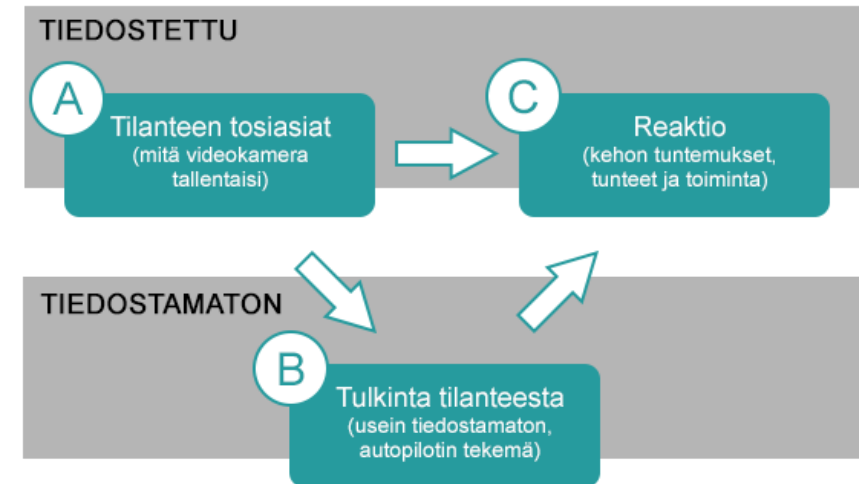 TIEDOSTETTU
A
Tilanteen tosiasiat
(mitä videokamera
tallentaisi)
C
Reaktio
(kehon tuntemukset,
tunteet ja toiminta)
TIEDOSTAMATON
B
Tulkinta tilanteesta
(usein tiedostamaton,
autopilotin tekemä)